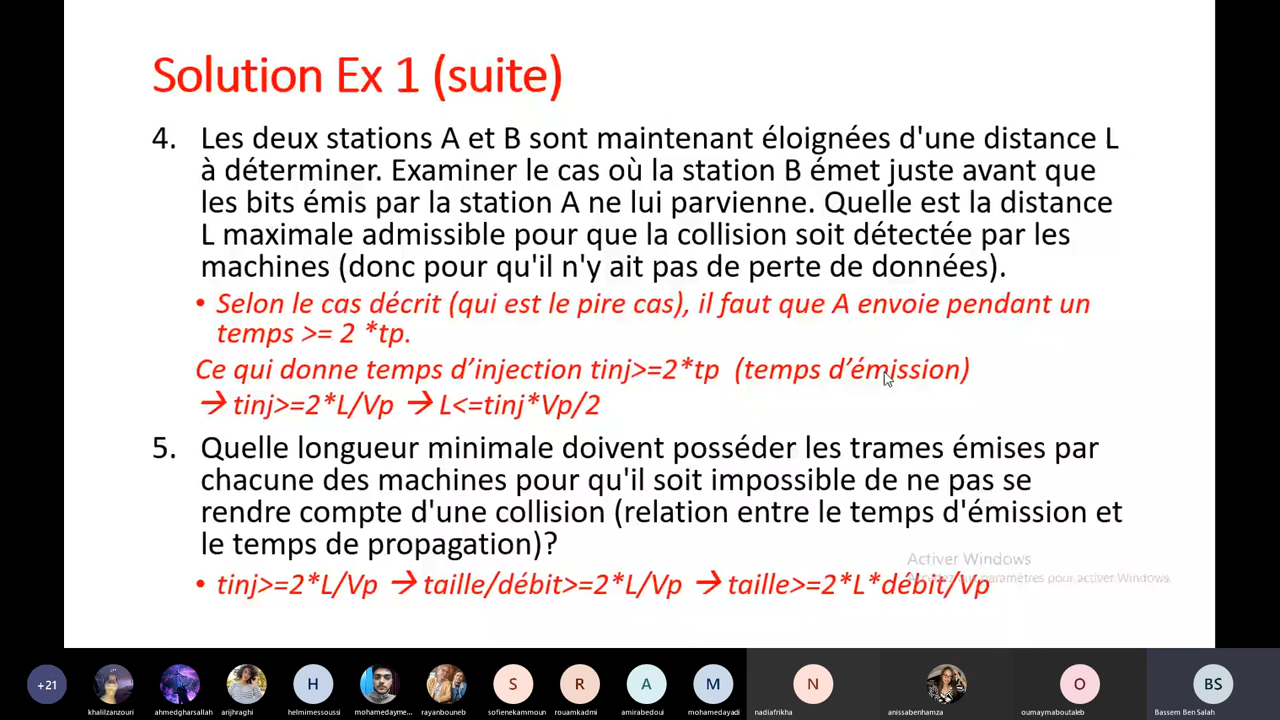 Solution Ex 1 (suite)
4. Les deux stations A et B sont maintenant éloignées d'une distance L
à déterminer. Examiner le cas où la station B émet juste avant que
les bits émis par la station A ne lui parvienne. Quelle est la distance
L maximale admissible pour que la collision soit détectée par les
machines (donc pour qu'il n'y ait pas de perte de données).
• Selon le cas décrit (qui est le pire cas), il faut que A envoie pendant un
temps >= 2 *tp.
Ce qui donne temps d’injection tinj>=2*tp (temps d’émission)
→ tinj>=2*L/Vp → L<=tinj*Vp/2
5. Quelle longueur minimale doivent posséder les trames émises par
chacune des machines pour qu'il soit impossible de ne pas se
rendre compte d'une collision (relation entre le temps d'émission et
le temps de propagation)?
Activer Windows
Accédez aux paramètres pour activer Windows.
• tinj>=2*L/Vp → taille/débit>=2*L/Vp → taille>=2*L*débit/Vp
+21
H
S
R
A
M
N
O
BS
khalilzanzouri
ahmedgharsallah
arijhraghi
helmimessoussi
mohamedayme...
rayanbouneb
sofienekammoun
rouamkadmi
amirabedoui
mohamedayadi
nadiafrikha
anissabenhamza
oumaymaboutaleb
Bassem Ben Salah